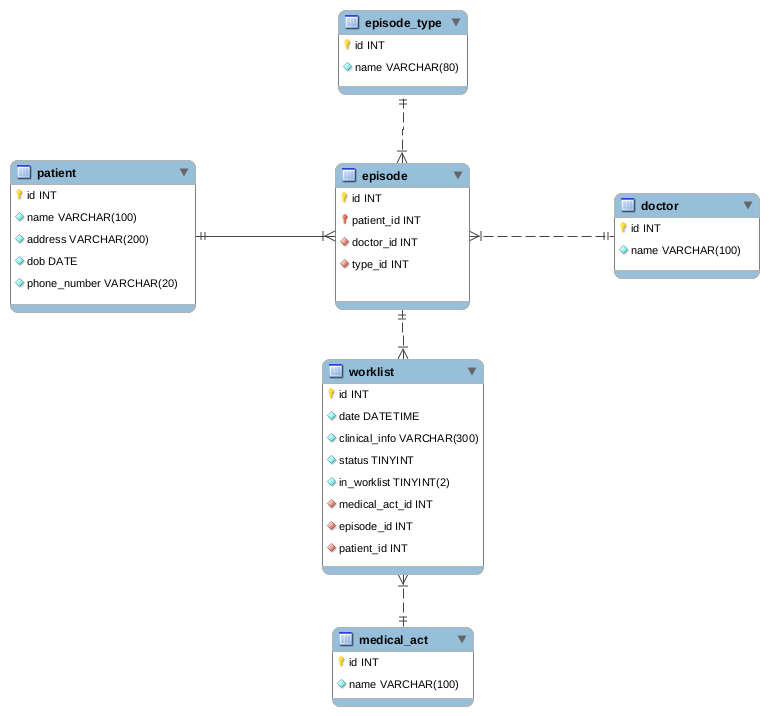 episode_type
id INT
name VARCHAR(80)
patient
id INT
name VARCHAR(100)
address VARCHAR(200)
dob DATE
phone_number VARCHAR(20)
episode
id INT
patient_id INT
doctor_id INT
type_id INT
doctor
id INT
name VARCHAR(100)
worklist
id INT
date DATETIME
clinical_info VARCHAR(300)
status TINYINT
in_worklist TINYINT(2)
medical_act_id INT
episode_id INT
patient_id INT
medical_act
id INT
name VARCHAR(100)